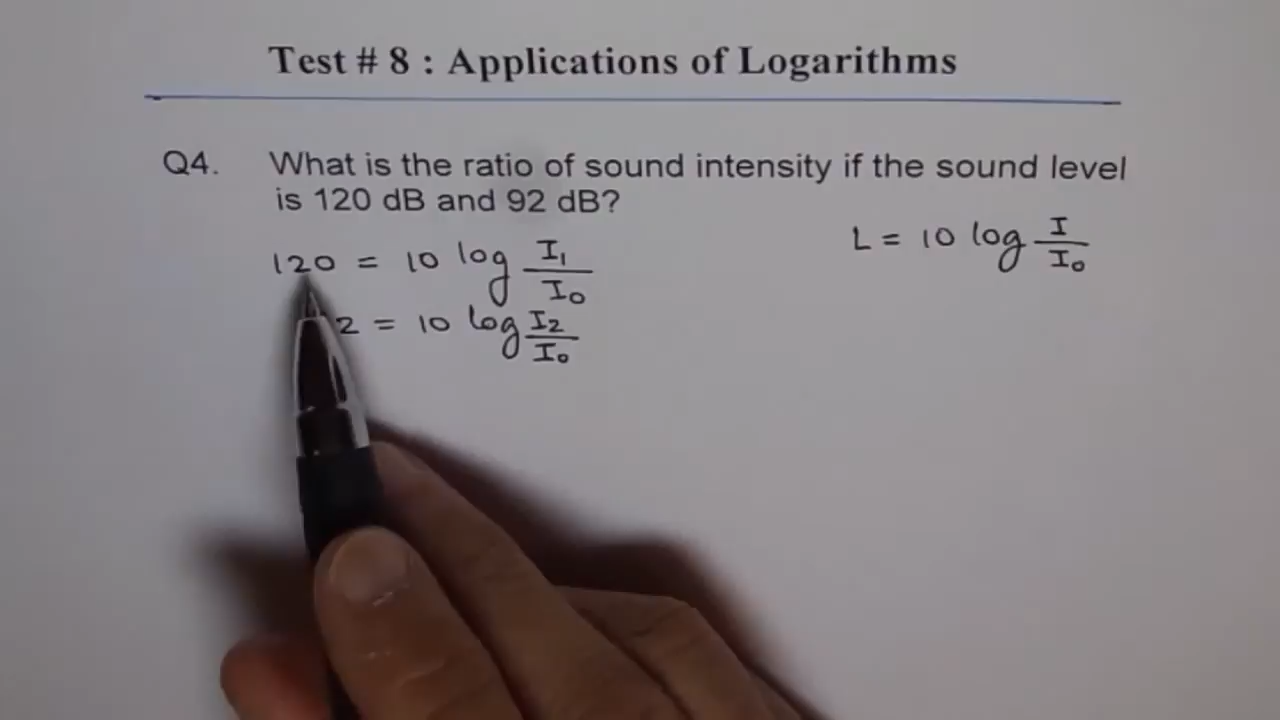 Test # 8 : Applications of Logarithms
Q4. What is the ratio of sound intensity if the sound level
is 120 dB and 92 dB?
L = 10 log I/I₀
120 = 10 log I₁/I₀
2 = 10 log I₂/I₀